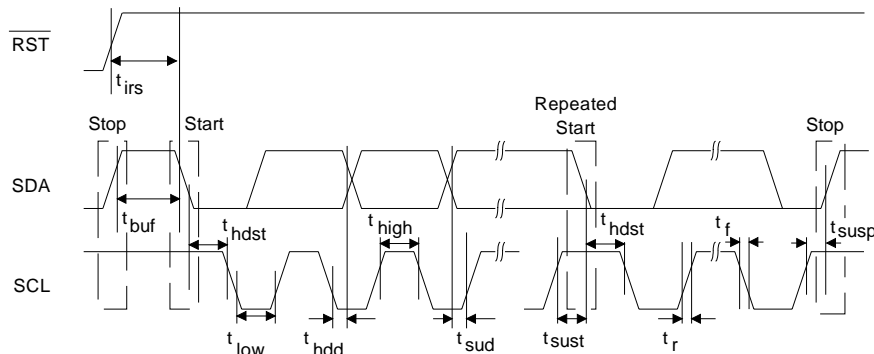 RST
t irs
Repeated
Stop Start Start Stop
SDA
t buf t hdst t high t hdst t f t susp
SCL
t low t hdd t sud t sust t r